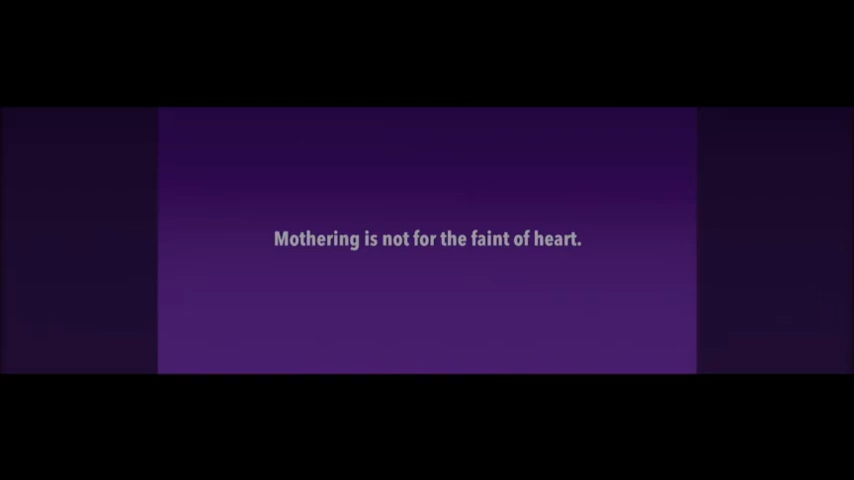 Mothering is not for the faint of heart.